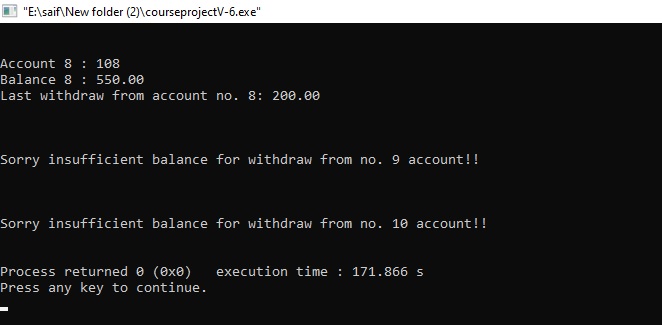 "E:\saif\New folder (2)\courseprojectV-6.exe"
Account 8 : 108
Balance 8 : 550.00
Last withdraw from account no. 8: 200.00
Sorry insufficient balance for withdraw from no. 9 account!!
Sorry insufficient balance for withdraw from no. 10 account!!
Process returned 0 (0x0)   execution time : 171.866 s
Press any key to continue.